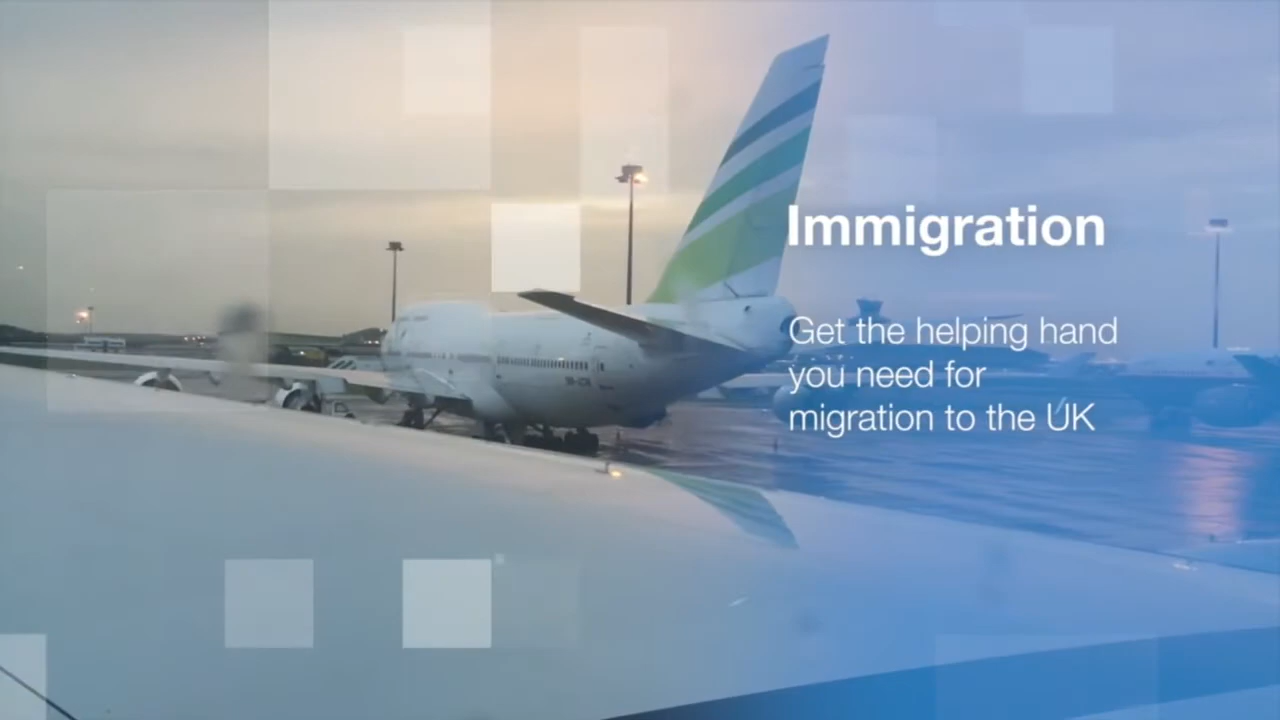 Immigration
Get the helping hand
you need for
migration to the UK